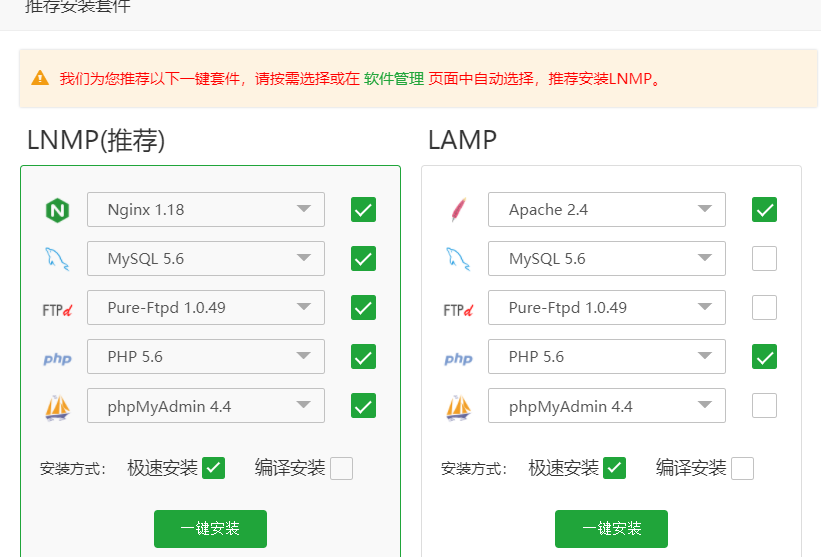 推荐安装套件
我们为您推荐以下一键套件，请按需选择或在 软件管理 页面中自动选择，推荐安装LNMP。
LNMP(推荐)
Nginx 1.18
MySQL 5.6
FTPd Pure-Ftpd 1.0.49
php PHP 5.6
phpMyAdmin 4.4
安装方式： 极速安装 编译安装
一键安装
LAMP
Apache 2.4
MySQL 5.6
FTPd Pure-Ftpd 1.0.49
php PHP 5.6
phpMyAdmin 4.4
安装方式： 极速安装 编译安装
一键安装